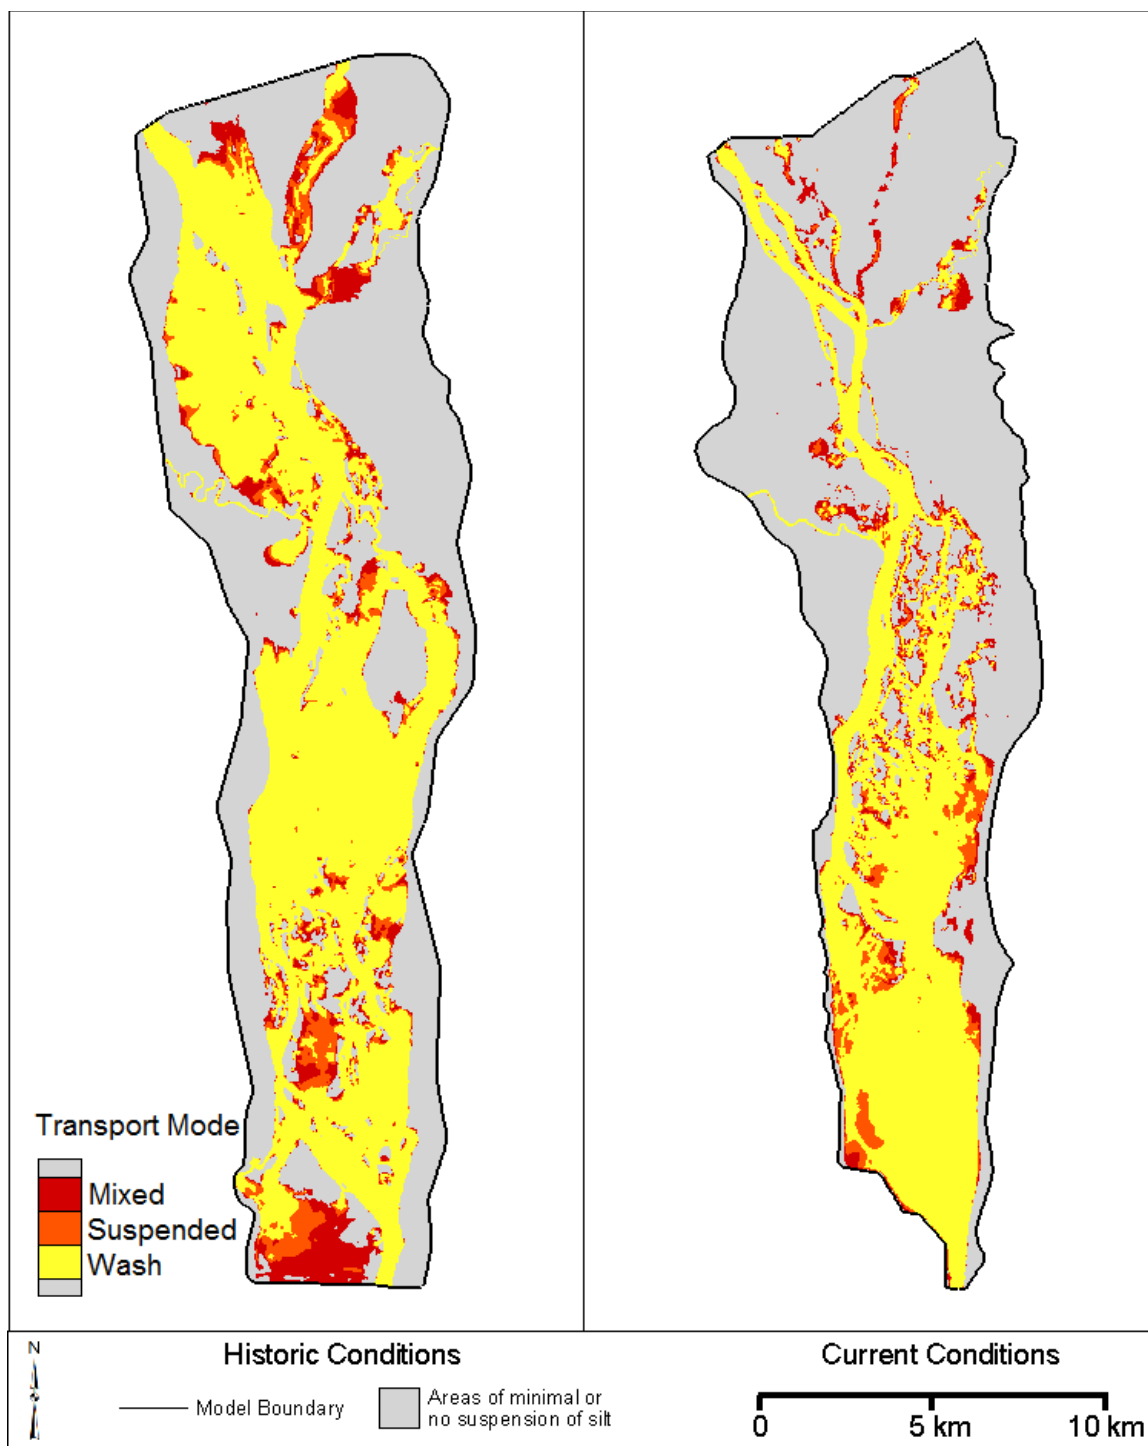 Transport Mode
Mixed
Suspended
Wash
N
Historic Conditions
Current Conditions
Model Boundary
Areas of minimal or
no suspension of silt
0 5 km 10 km